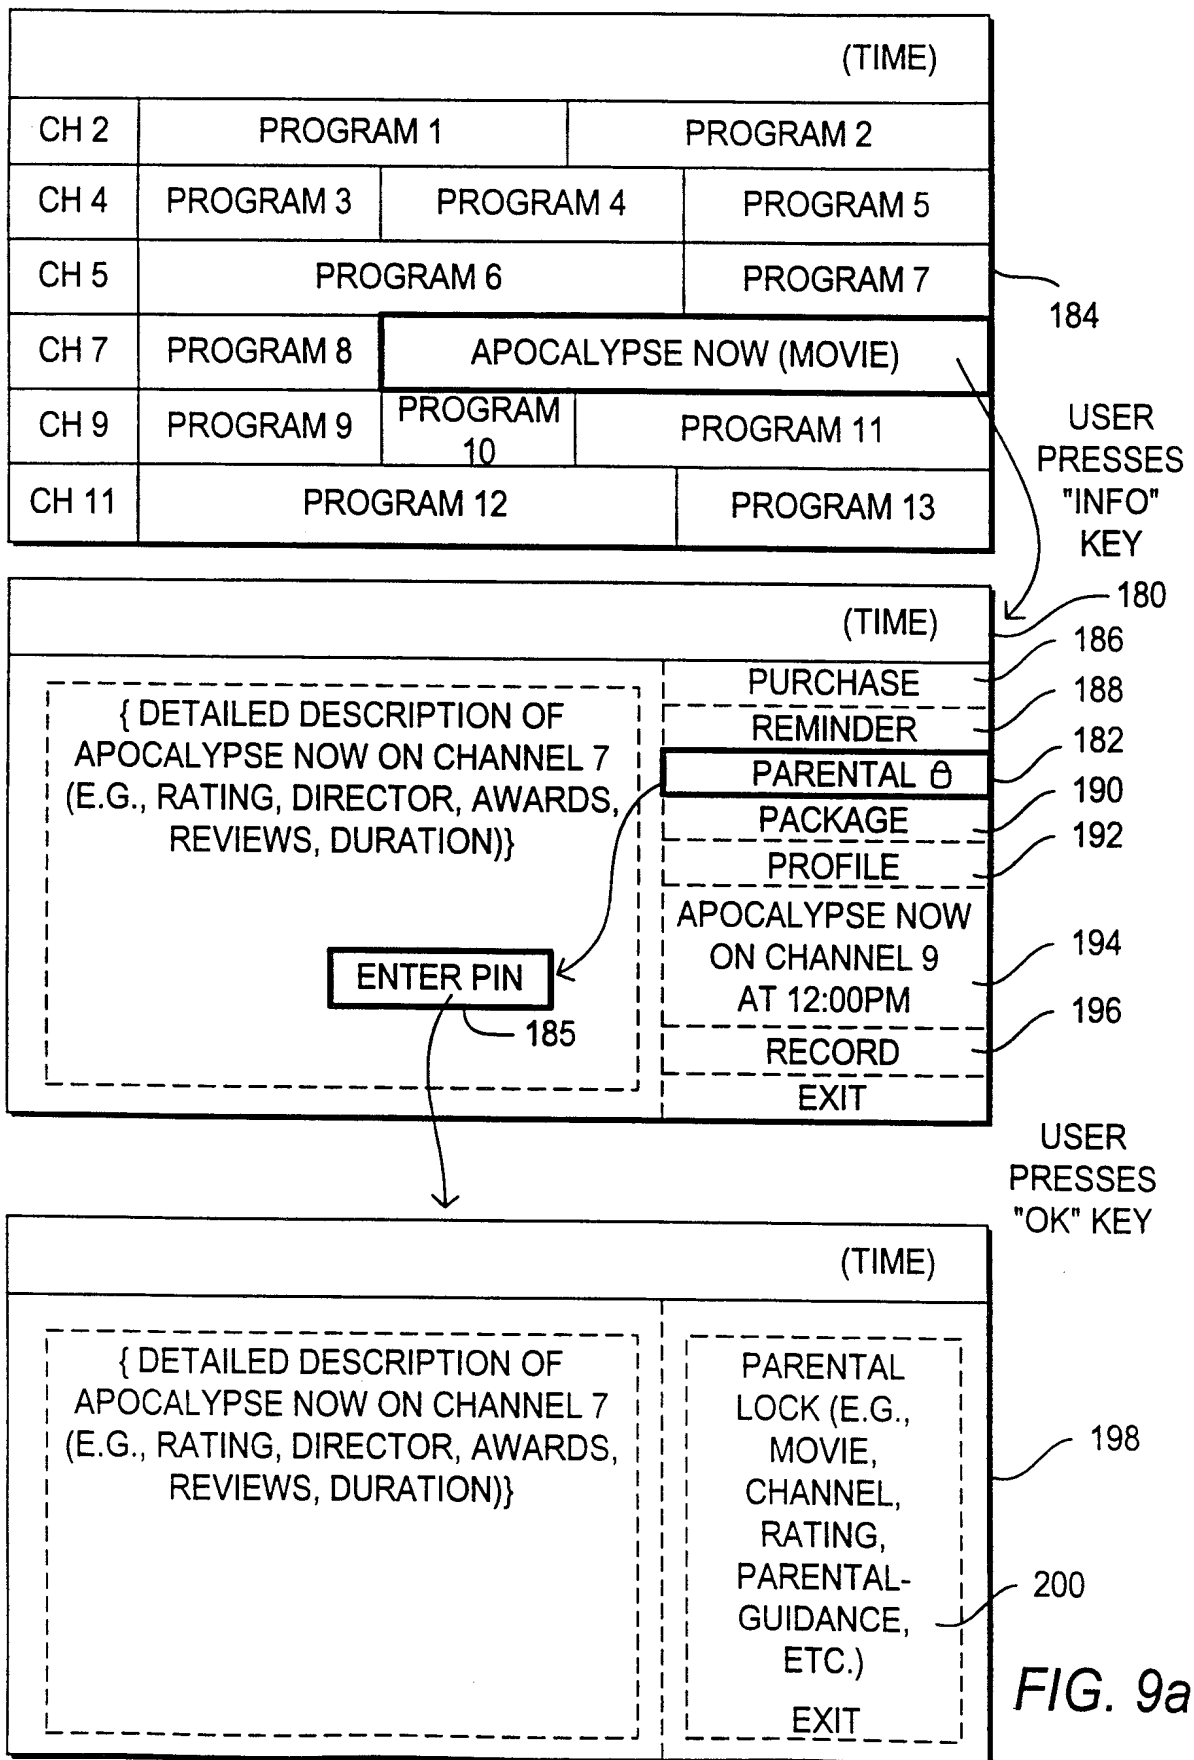 (TIME)
CH 2 PROGRAM 1 PROGRAM 2
CH 4 PROGRAM 3 PROGRAM 4 PROGRAM 5
CH 5 PROGRAM 6 PROGRAM 7
184
CH 7 PROGRAM 8 APOCALYPSE NOW (MOVIE)
CH 9 PROGRAM 9 PROGRAM
10 PROGRAM 11
CH 11 PROGRAM 12 PROGRAM 13
USER
PRESSES
"INFO"
KEY
(TIME)
180
{ DETAILED DESCRIPTION OF
APOCALYPSE NOW ON CHANNEL 7
(E.G., RATING, DIRECTOR, AWARDS,
REVIEWS, DURATION)}
ENTER PIN
185
PURCHASE 186
REMINDER 188
PARENTAL 182
PACKAGE 190
PROFILE 192
APOCALYPSE NOW
ON CHANNEL 9
AT 12:00PM
194
RECORD 196
EXIT
USER
PRESSES
"OK" KEY
(TIME)
{ DETAILED DESCRIPTION OF
APOCALYPSE NOW ON CHANNEL 7
(E.G., RATING, DIRECTOR, AWARDS,
REVIEWS, DURATION)}
PARENTAL
LOCK (E.G.,
MOVIE,
CHANNEL,
RATING,
PARENTAL-
GUIDANCE,
ETC.)
EXIT
198
200
FIG. 9a